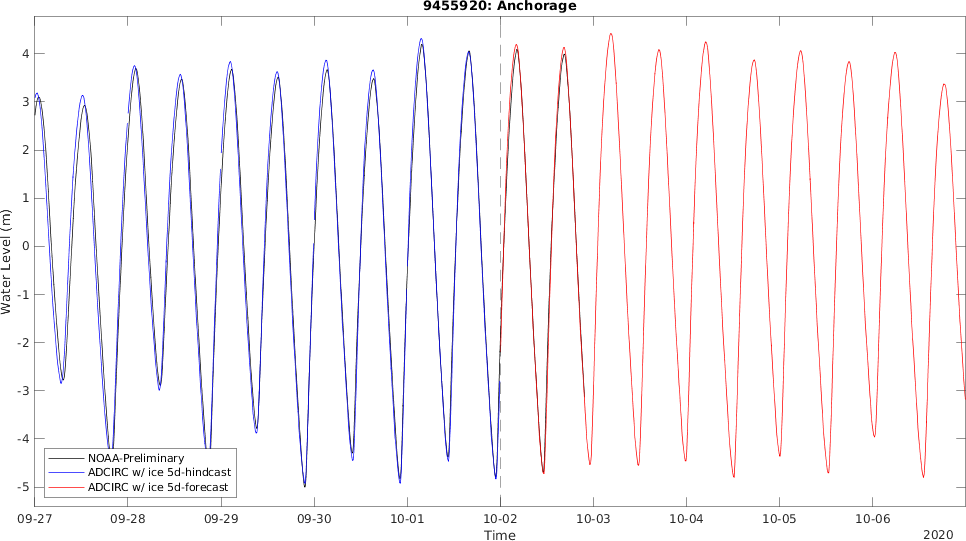 9455920: Anchorage
4
3
2
1
0
-1
-2
-3
-4
-5
Water Level (m)
NOAA-Preliminary
ADCIRC w/ ice 5d-hindcast
ADCIRC w/ ice 5d-forecast
09-27 09-28 09-29 09-30 10-01 10-02 10-03 10-04 10-05 10-06
Time
2020